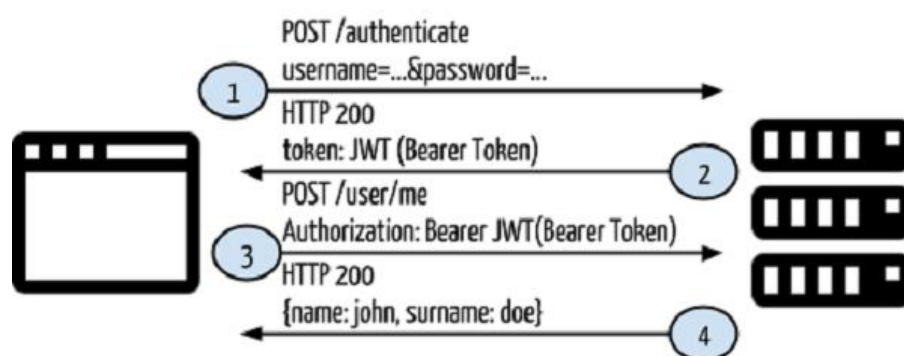 POST /authenticate
username=...&password=...
1
HTTP 200
token: JWT (Bearer Token)
2
POST /user/me
Authorization: Bearer JWT(Bearer Token)
3
HTTP 200
{name: john, surname: doe}
4